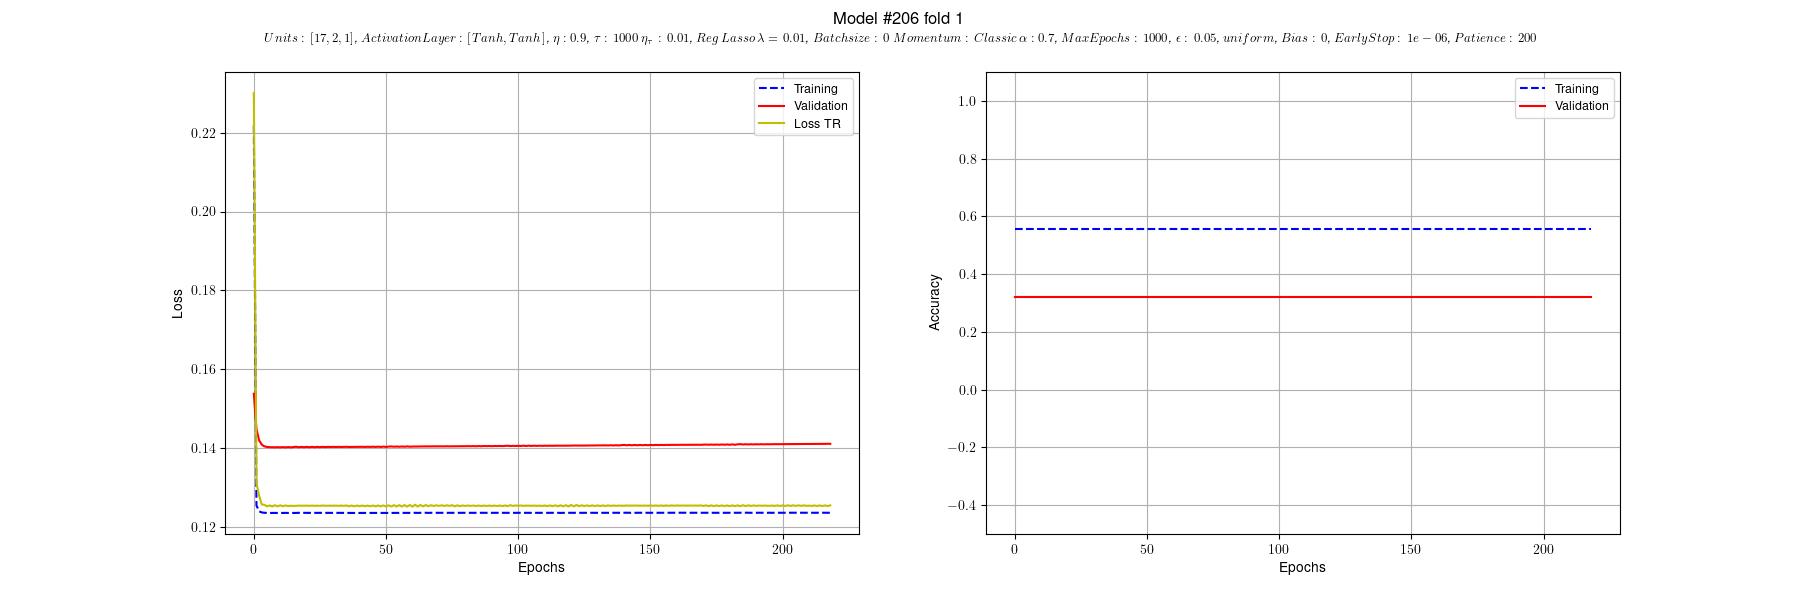 Model #206 fold 1
Units : [17, 2, 1], ActivationLayer : [Tanh, Tanh], η : 0.9, τ : 1000 η_τ : 0.01, Reg Lasso λ = 0.01, Batchsize : 0 Momentum : Classic α : 0.7, MaxEpochs : 1000, ϵ : 0.05, uniform, Bias : 0, EarlyStop : 1e − 06, Patience : 200
Training
Validation
Loss TR
0.22
0.20
0.18
0.16
0.14
0.12
Loss
0 50 100 150 200
Epochs
Training
Validation
1.0
0.8
0.6
0.4
0.2
0.0
−0.2
−0.4
Accuracy
0 50 100 150 200
Epochs